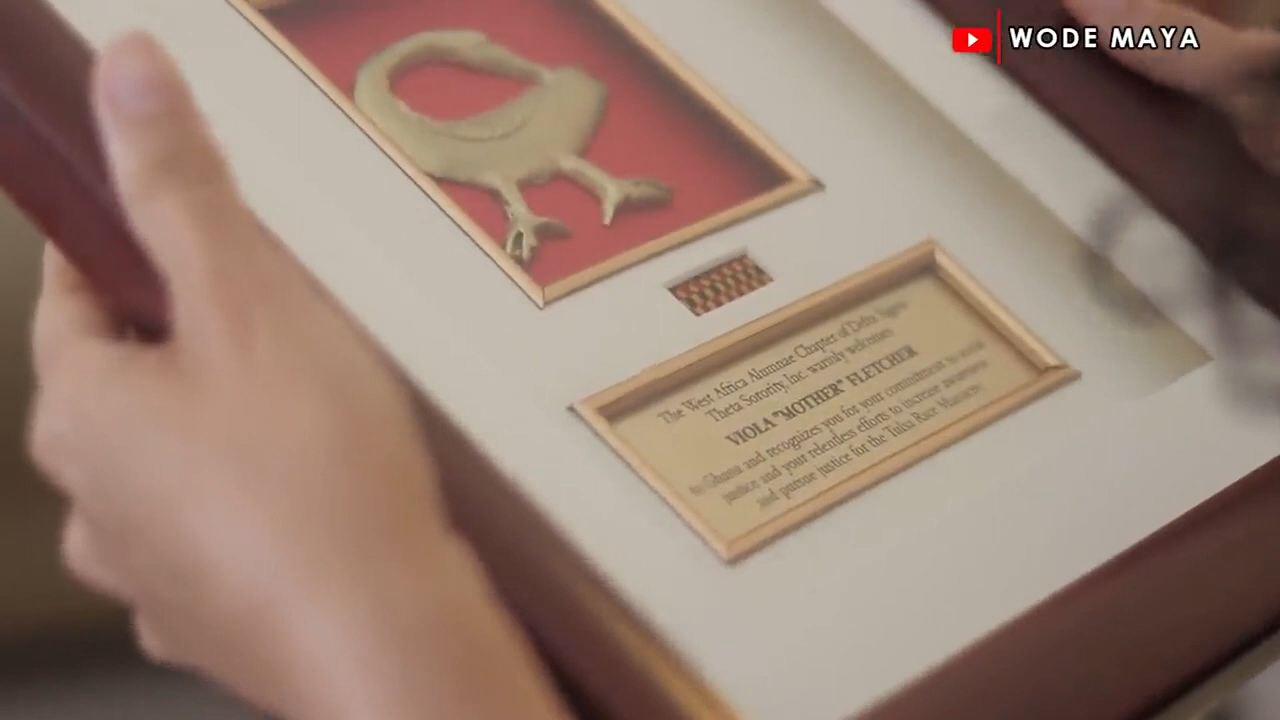 WODE MAYA
The West Africa Alumnae Chapter of Delta Sigma
Theta Sorority, Inc. warmly welcomes
VIOLA "MOTHER" FLETCHER
to Ghana and recognizes you for your commitment to social
justice and your relentless efforts to increase awareness
and pursue justice for the Tulsa Race Massacre